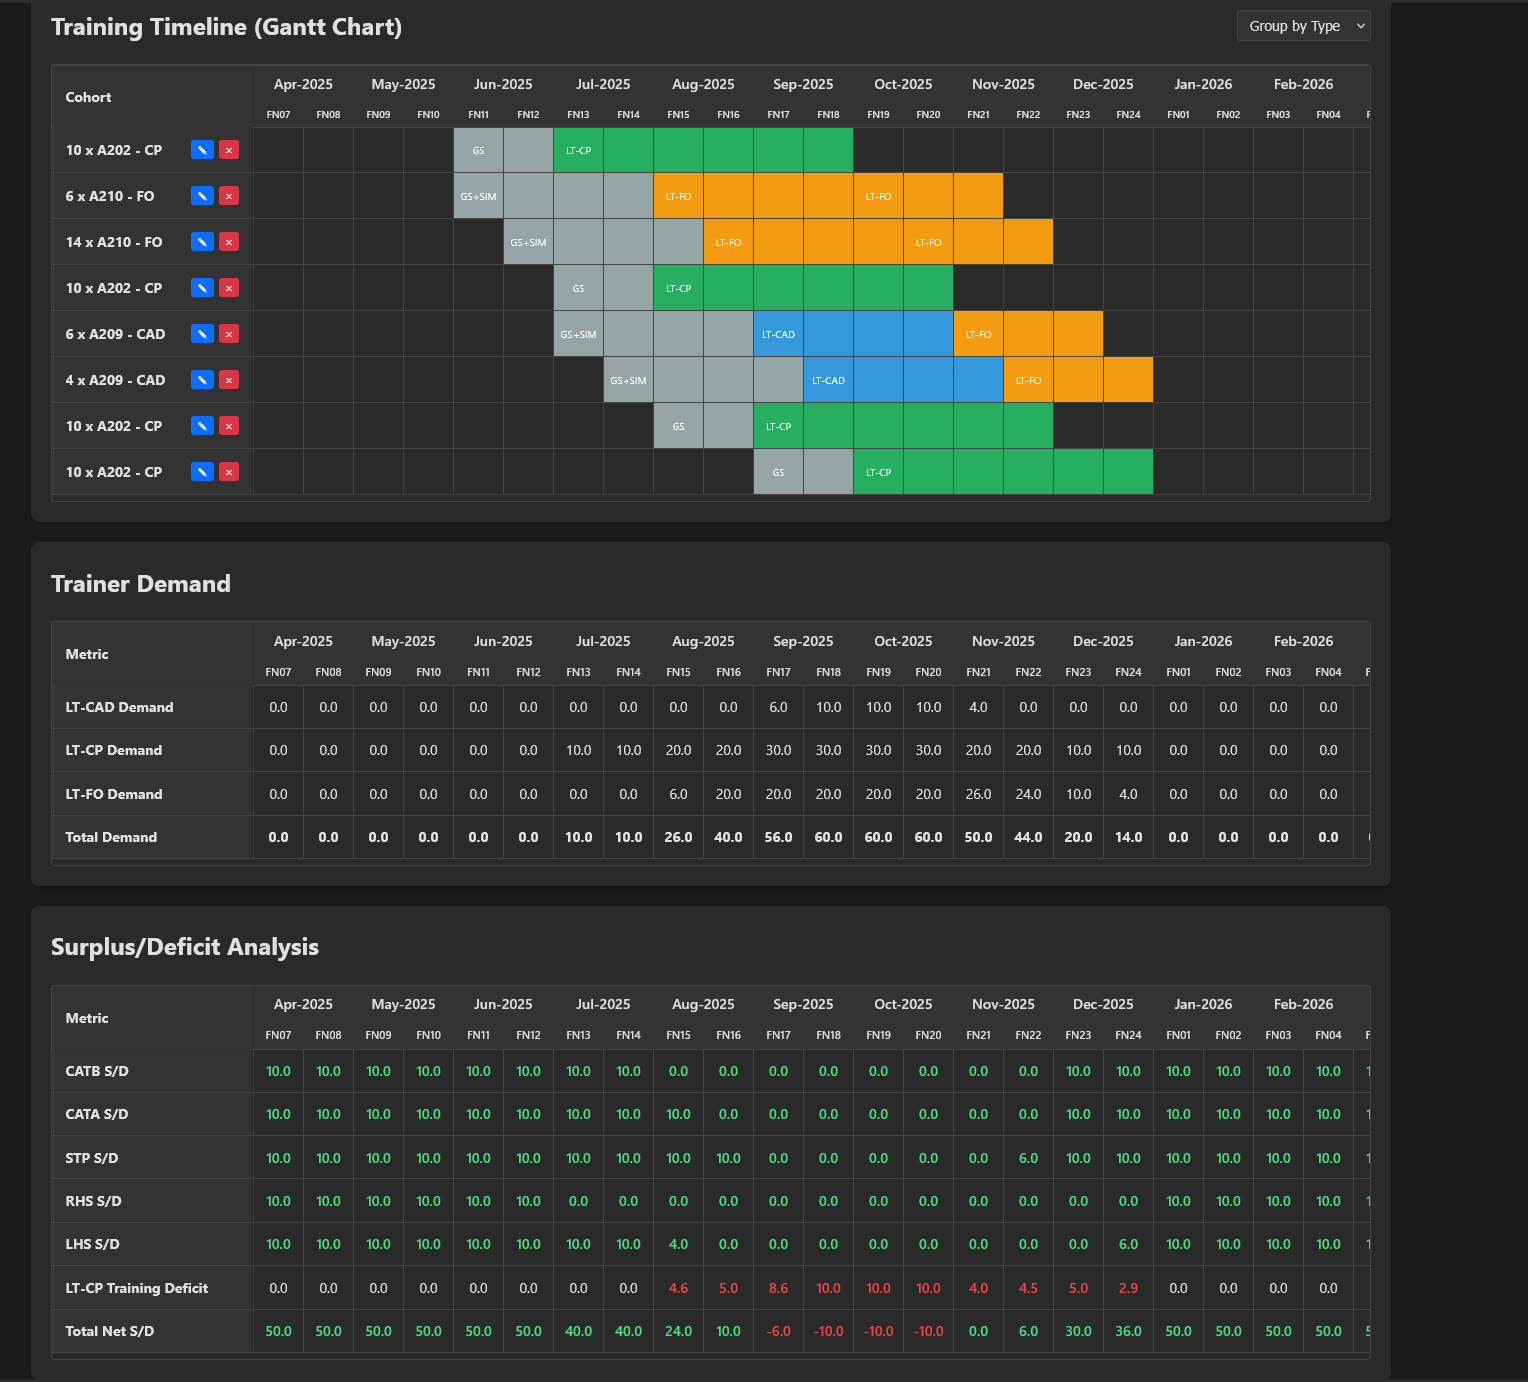 Training Timeline (Gantt Chart)
Group by Type
Cohort Apr-2025 May-2025 Jun-2025 Jul-2025 Aug-2025 Sep-2025 Oct-2025 Nov-2025 Dec-2025 Jan-2026 Feb-2026
FN07 FN08 FN09 FN10 FN11 FN12 FN13 FN14 FN15 FN16 FN17 FN18 FN19 FN20 FN21 FN22 FN23 FN24 FN01 FN02 FN03 FN04
10 x A202 - CP GS LT-CP
6 x A210 - FO GS+SIM LT-FO LT-FO
14 x A210 - FO GS+SIM LT-FO LT-FO
10 x A202 - CP GS LT-CP
6 x A209 - CAD GS+SIM LT-CAD LT-FO
4 x A209 - CAD GS+SIM LT-CAD LT-FO
10 x A202 - CP GS LT-CP
10 x A202 - CP GS LT-CP
Trainer Demand
Metric Apr-2025 May-2025 Jun-2025 Jul-2025 Aug-2025 Sep-2025 Oct-2025 Nov-2025 Dec-2025 Jan-2026 Feb-2026
FN07 FN08 FN09 FN10 FN11 FN12 FN13 FN14 FN15 FN16 FN17 FN18 FN19 FN20 FN21 FN22 FN23 FN24 FN01 FN02 FN03 FN04
LT-CAD Demand 0.0 0.0 0.0 0.0 0.0 0.0 0.0 0.0 0.0 0.0 6.0 10.0 10.0 10.0 4.0 0.0 0.0 0.0 0.0 0.0 0.0 0.0
LT-CP Demand 0.0 0.0 0.0 0.0 0.0 0.0 10.0 10.0 20.0 20.0 30.0 30.0 30.0 30.0 20.0 20.0 10.0 10.0 0.0 0.0 0.0 0.0
LT-FO Demand 0.0 0.0 0.0 0.0 0.0 0.0 0.0 0.0 6.0 20.0 20.0 20.0 20.0 20.0 26.0 24.0 10.0 4.0 0.0 0.0 0.0 0.0
Total Demand 0.0 0.0 0.0 0.0 0.0 0.0 10.0 10.0 26.0 40.0 56.0 60.0 60.0 60.0 50.0 44.0 20.0 14.0 0.0 0.0 0.0 0.0
Surplus/Deficit Analysis
Metric Apr-2025 May-2025 Jun-2025 Jul-2025 Aug-2025 Sep-2025 Oct-2025 Nov-2025 Dec-2025 Jan-2026 Feb-2026
FN07 FN08 FN09 FN10 FN11 FN12 FN13 FN14 FN15 FN16 FN17 FN18 FN19 FN20 FN21 FN22 FN23 FN24 FN01 FN02 FN03 FN04
CATB S/D 10.0 10.0 10.0 10.0 10.0 10.0 10.0 10.0 0.0 0.0 0.0 0.0 0.0 0.0 0.0 0.0 10.0 10.0 10.0 10.0 10.0 10.0
CATA S/D 10.0 10.0 10.0 10.0 10.0 10.0 10.0 10.0 10.0 0.0 0.0 0.0 0.0 0.0 0.0 0.0 10.0 10.0 10.0 10.0 10.0 10.0
STP S/D 10.0 10.0 10.0 10.0 10.0 10.0 10.0 10.0 10.0 10.0 0.0 0.0 0.0 0.0 0.0 6.0 10.0 10.0 10.0 10.0 10.0 10.0
RHS S/D 10.0 10.0 10.0 10.0 10.0 10.0 0.0 0.0 0.0 0.0 0.0 0.0 0.0 0.0 0.0 0.0 0.0 0.0 10.0 10.0 10.0 10.0
LHS S/D 10.0 10.0 10.0 10.0 10.0 10.0 10.0 10.0 4.0 0.0 0.0 0.0 0.0 0.0 0.0 0.0 0.0 6.0 10.0 10.0 10.0 10.0
LT-CP Training Deficit 0.0 0.0 0.0 0.0 0.0 0.0 0.0 0.0 4.6 5.0 8.6 10.0 10.0 10.0 4.0 4.5 5.0 2.9 0.0 0.0 0.0 0.0
Total Net S/D 50.0 50.0 50.0 50.0 50.0 50.0 40.0 40.0 24.0 10.0 -6.0 -10.0 -10.0 -10.0 0.0 6.0 30.0 36.0 50.0 50.0 50.0 50.0